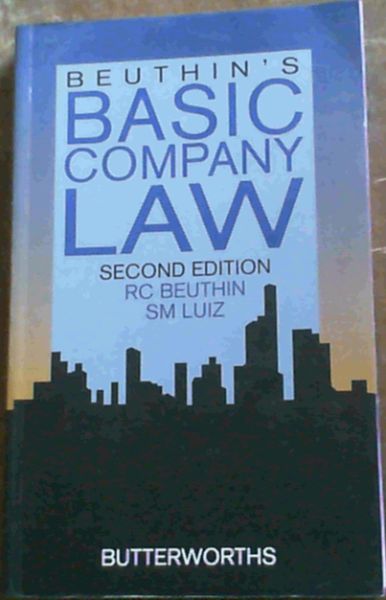 BEUTHIN'S
BASIC
COMPANY
LAW
SECOND EDITION
RC BEUTHIN
SM LUIZ
BUTTERWORTHS